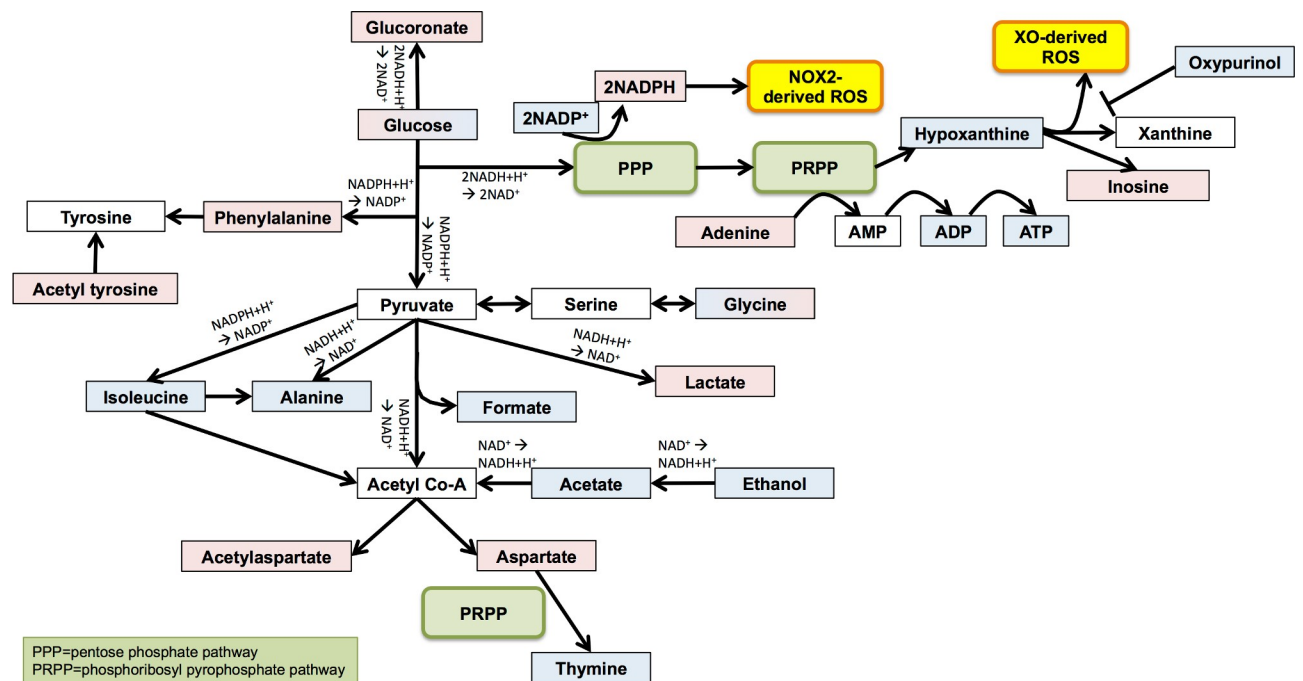 Glucoronate
2NADH+H⁺
→ 2NAD⁺
Glucose
2NADP⁺
2NADPH
NOX2-
derived ROS
XO-derived
ROS
Oxypurinol
Hypoxanthine
Xanthine
Inosine
PPP
PRPP
2NADH+H⁺
→ 2NAD⁺
NADPH+H⁺
→ NADP⁺
Tyrosine
Phenylalanine
NADPH+H⁺
→ NADP⁺
Adenine
AMP
ADP
ATP
Acetyl tyrosine
Pyruvate
Serine
Glycine
NADPH+H⁺
→ NADP⁺
NADH+H⁺
→ NAD⁺
NADH+H⁺
→ NAD⁺
Lactate
Isoleucine
Alanine
Formate
NADH+H⁺
→ NAD⁺
NAD⁺ →
NADH+H⁺
NAD⁺ →
NADH+H⁺
Acetyl Co-A
Acetate
Ethanol
Acetylaspartate
Aspartate
PRPP
Thymine
PPP=pentose phosphate pathway
PRPP=phosphoribosyl pyrophosphate pathway